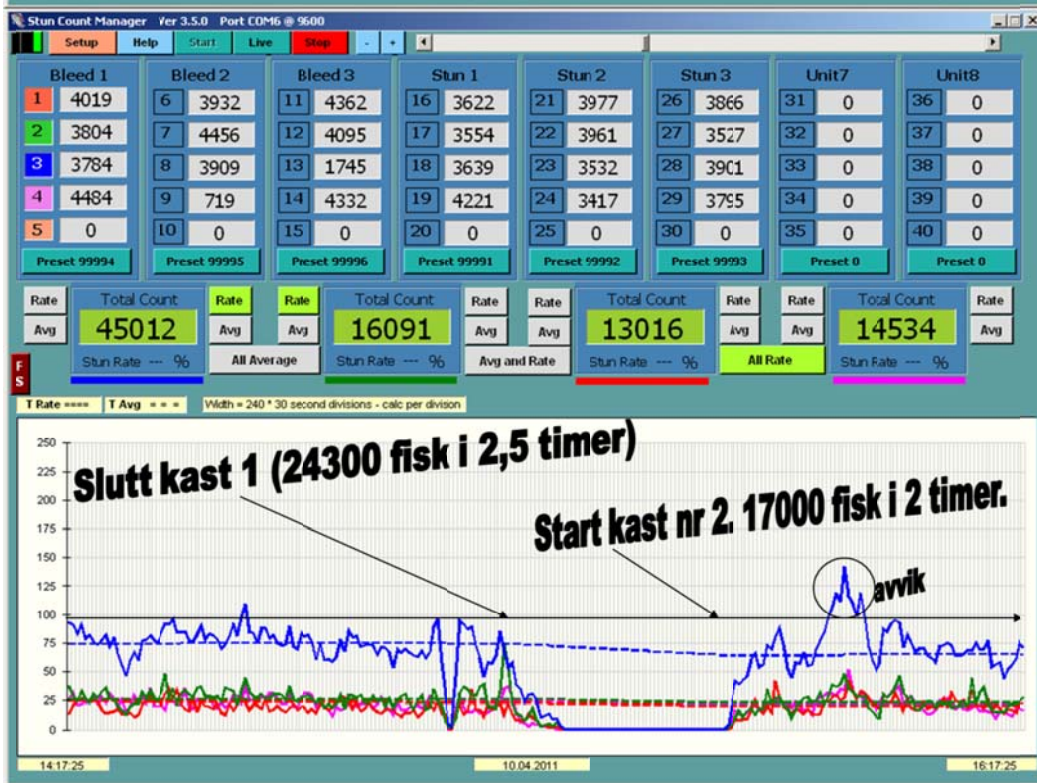 Stun Count Manager Ver 3.5.0 Port COM6 @ 9600
Setup Help Start Live Stop - +
Bleed 1 Bleed 2 Bleed 3 Stun 1 Stun 2 Stun 3 Unit7 Unit8
1 4019 6 3932 11 4362 16 3622 21 3977 26 3866 31 0 36 0
2 3804 7 4456 12 4095 17 3554 22 3961 27 3527 32 0 37 0
3 3784 8 3909 13 1745 18 3639 23 3532 28 3901 33 0 38 0
4 4484 9 719 14 4332 19 4221 24 3417 29 3795 34 0 39 0
5 0 10 0 15 0 20 0 25 0 30 0 35 0 40 0
Preset 99994 Preset 99995 Preset 99996 Preset 99991 Preset 99992 Preset 99993 Preset 0 Preset 0
Rate Total Count Rate Rate Total Count Rate Rate Total Count Rate Rate Total Count Rate
Avg 45012 Avg Avg 16091 Avg Avg 13016 Avg Avg 14534 Avg
Stun Rate --- % All Average Stun Rate --- % Avg and Rate Stun Rate --- % All Rate Stun Rate --- %
F
S
T Rate ==== T Avg = = = Width = 240 * 30 second divisions - calc per division
250
225
200
175
150
125
100
75
50
25
0
Slutt kast 1 (24300 fisk i 2,5 timer)
Start kast nr 2. 17000 fisk i 2 timer.
avvik
14:17:25 10.04.2011 16:17:25